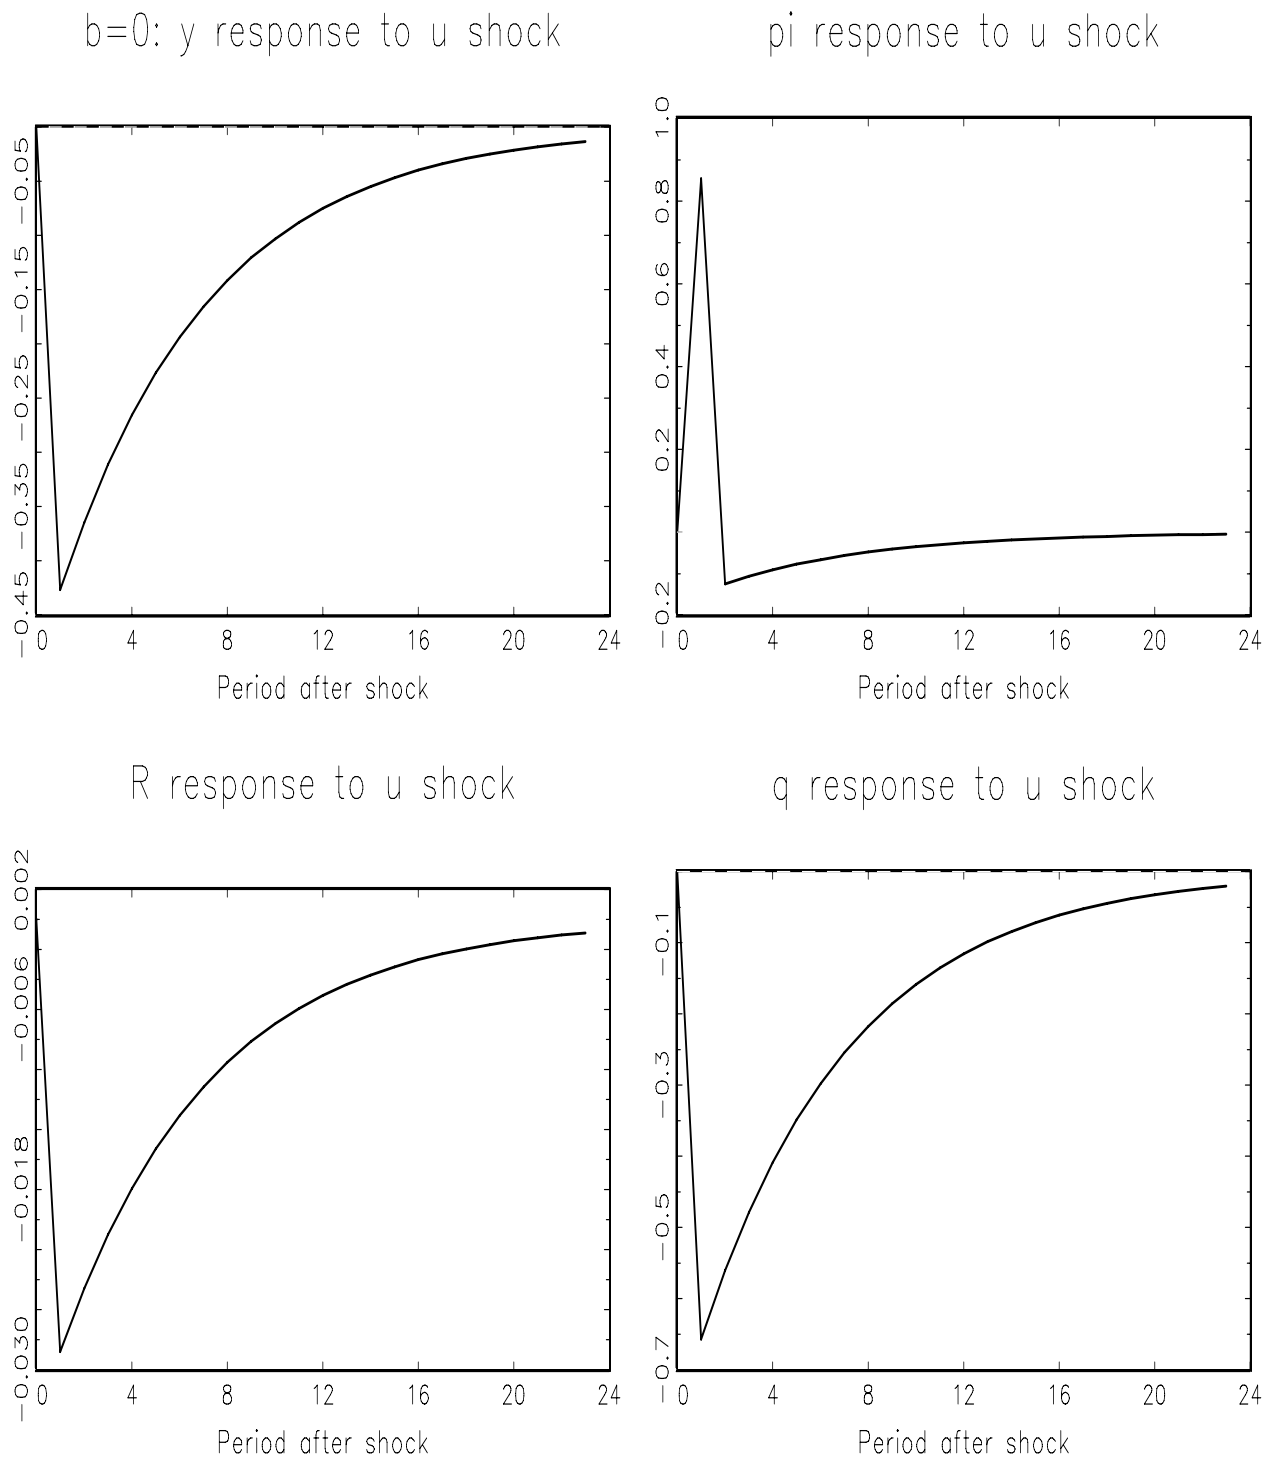 b=0: y response to u shock
pi response to u shock
-0.05
-0.15
-0.25
-0.35
-0.45
0 4 8 12 16 20 24
Period after shock
1.0
0.8
0.6
0.4
0.2
-0.2
0 4 8 12 16 20 24
Period after shock
R response to u shock
q response to u shock
0.002
-0.006
-0.018
-0.030
0 4 8 12 16 20 24
Period after shock
-0.1
-0.3
-0.5
-0.7
0 4 8 12 16 20 24
Period after shock